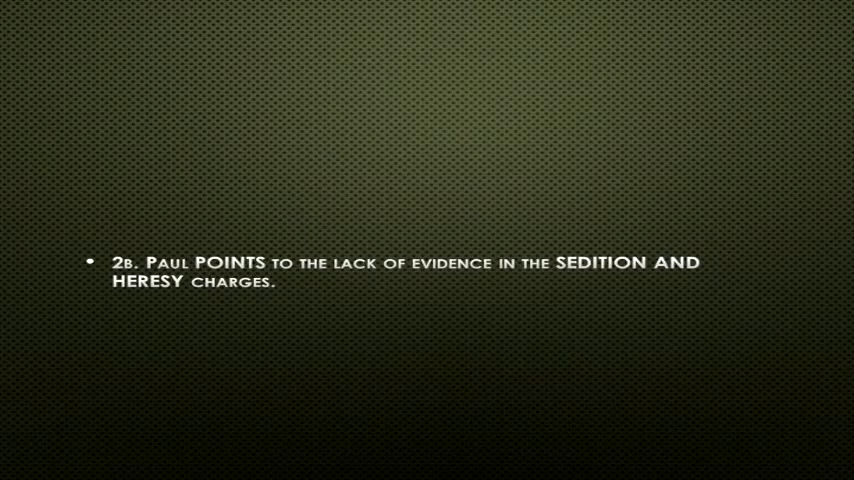 • 2B. PAUL POINTS TO THE LACK OF EVIDENCE IN THE SEDITION AND
HERESY CHARGES.